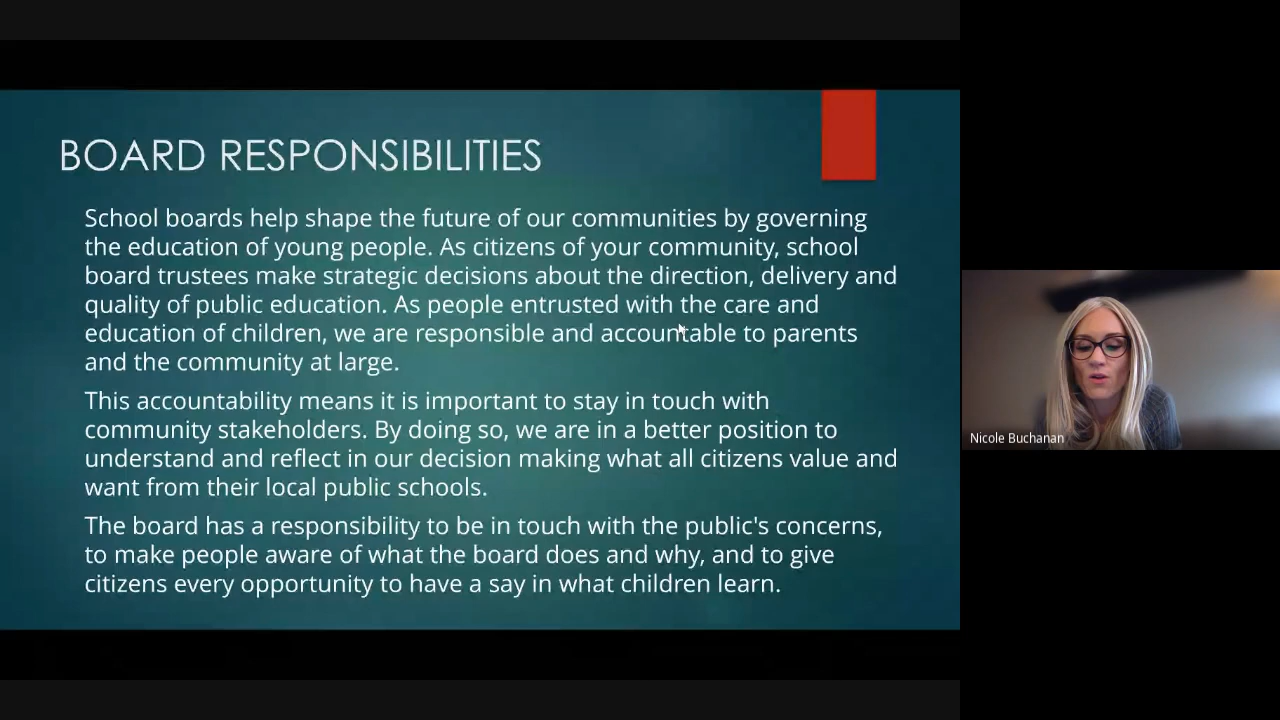 BOARD RESPONSIBILITIES
School boards help shape the future of our communities by governing
the education of young people. As citizens of your community, school
board trustees make strategic decisions about the direction, delivery and
quality of public education. As people entrusted with the care and
education of children, we are responsible and accountable to parents
and the community at large.
This accountability means it is important to stay in touch with
community stakeholders. By doing so, we are in a better position to
understand and reflect in our decision making what all citizens value and
want from their local public schools.
The board has a responsibility to be in touch with the public's concerns,
to make people aware of what the board does and why, and to give
citizens every opportunity to have a say in what children learn.
Nicole Buchanan